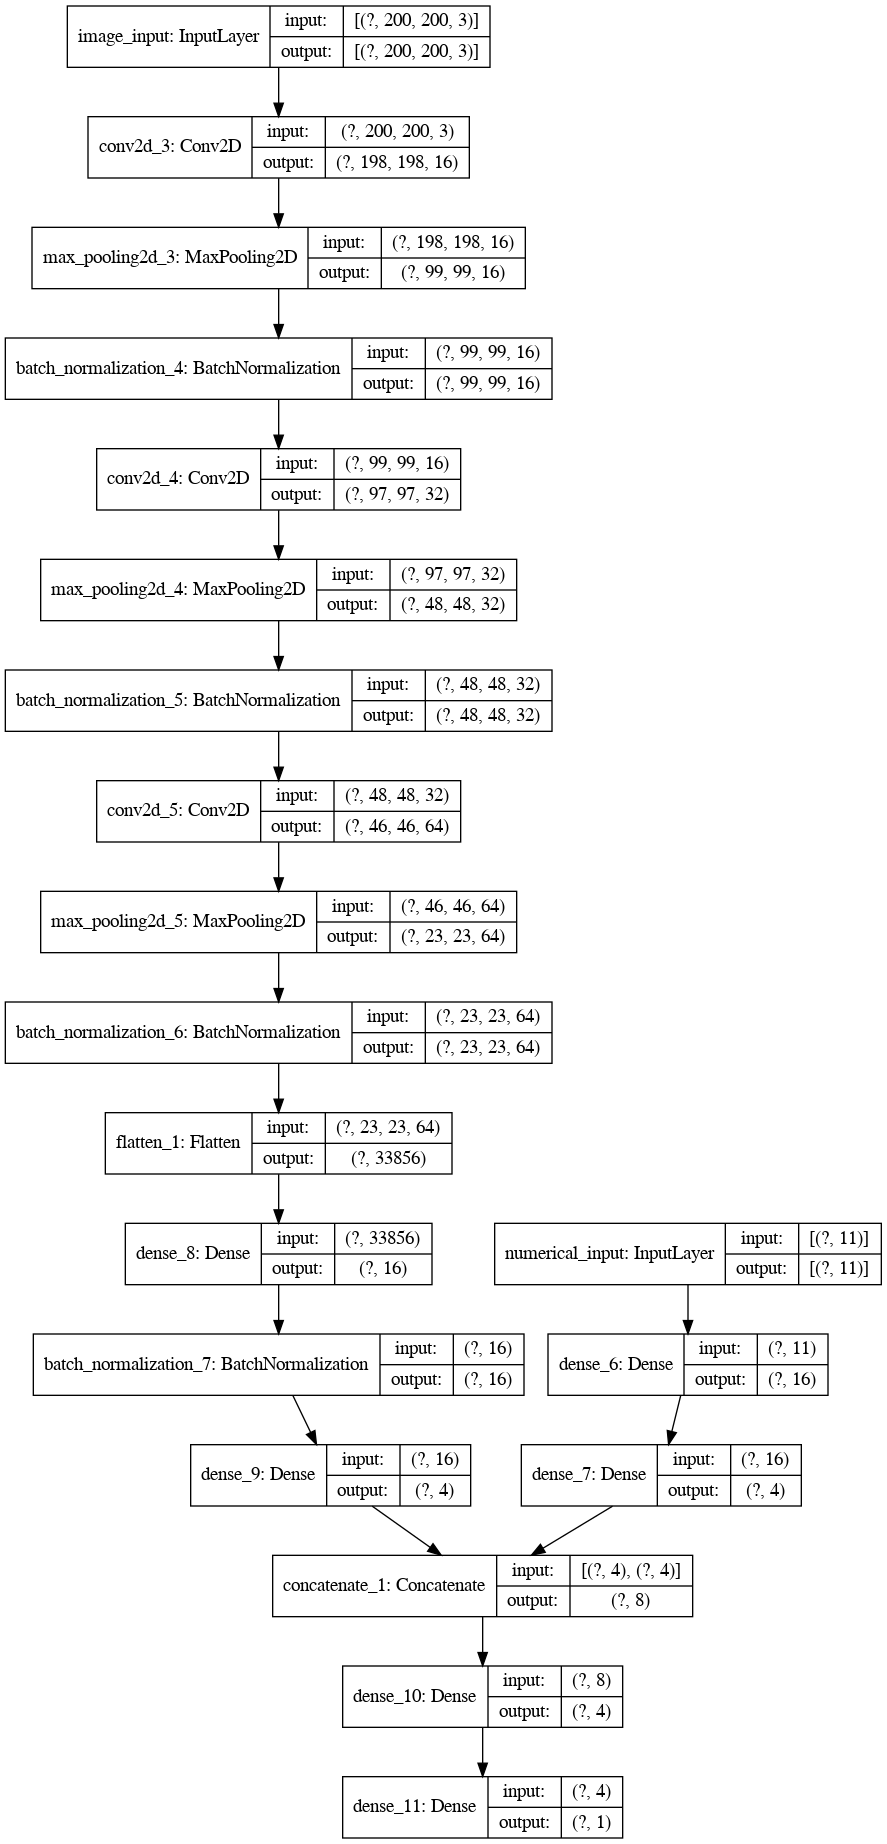 image_input: InputLayer
input:
[(?, 200, 200, 3)]
output:
[(?, 200, 200, 3)]
conv2d_3: Conv2D
input:
(?, 200, 200, 3)
output:
(?, 198, 198, 16)
max_pooling2d_3: MaxPooling2D
input:
(?, 198, 198, 16)
output:
(?, 99, 99, 16)
batch_normalization_4: BatchNormalization
input:
(?, 99, 99, 16)
output:
(?, 99, 99, 16)
conv2d_4: Conv2D
input:
(?, 99, 99, 16)
output:
(?, 97, 97, 32)
max_pooling2d_4: MaxPooling2D
input:
(?, 97, 97, 32)
output:
(?, 48, 48, 32)
batch_normalization_5: BatchNormalization
input:
(?, 48, 48, 32)
output:
(?, 48, 48, 32)
conv2d_5: Conv2D
input:
(?, 48, 48, 32)
output:
(?, 46, 46, 64)
max_pooling2d_5: MaxPooling2D
input:
(?, 46, 46, 64)
output:
(?, 23, 23, 64)
batch_normalization_6: BatchNormalization
input:
(?, 23, 23, 64)
output:
(?, 23, 23, 64)
flatten_1: Flatten
input:
(?, 23, 23, 64)
output:
(?, 33856)
dense_8: Dense
input:
(?, 33856)
output:
(?, 16)
numerical_input: InputLayer
input:
[(?, 11)]
output:
[(?, 11)]
batch_normalization_7: BatchNormalization
input:
(?, 16)
output:
(?, 16)
dense_6: Dense
input:
(?, 11)
output:
(?, 16)
dense_9: Dense
input:
(?, 16)
output:
(?, 4)
dense_7: Dense
input:
(?, 16)
output:
(?, 4)
concatenate_1: Concatenate
input:
[(?, 4), (?, 4)]
output:
(?, 8)
dense_10: Dense
input:
(?, 8)
output:
(?, 4)
dense_11: Dense
input:
(?, 4)
output:
(?, 1)